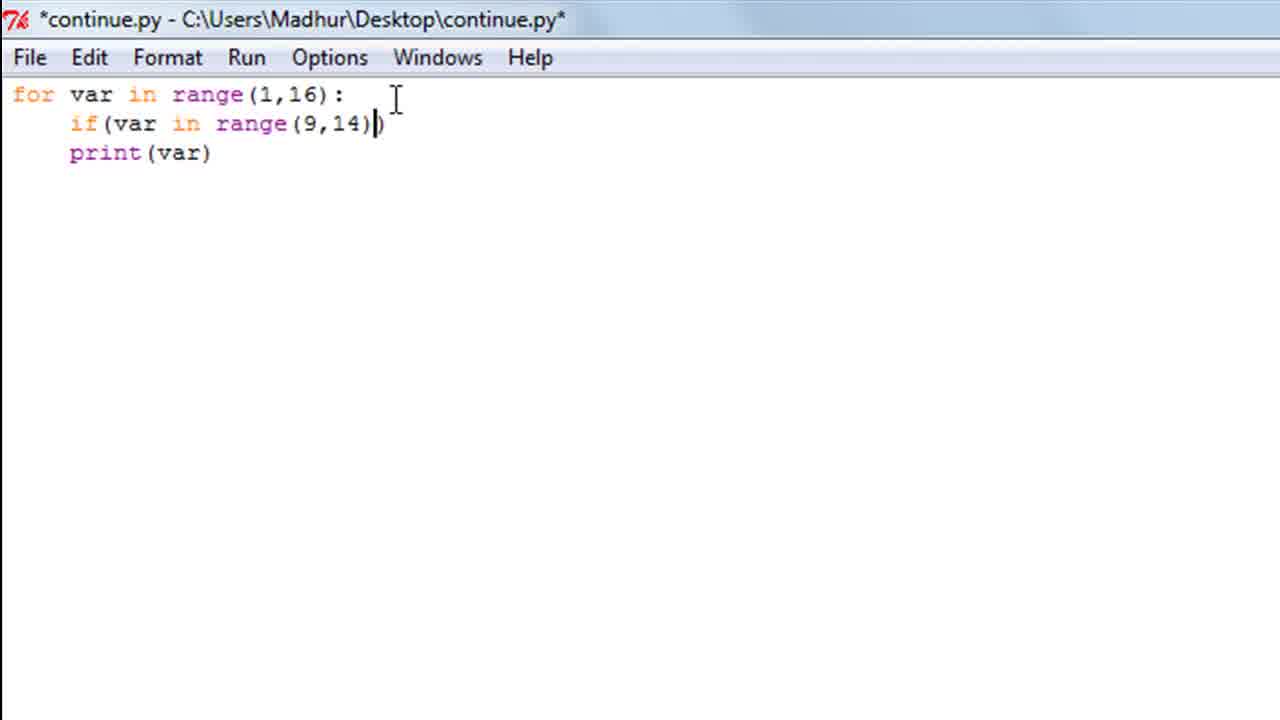 *continue.py - C:\Users\Madhur\Desktop\continue.py*
File Edit Format Run Options Windows Help
for var in range(1,16):
    if(var in range(9,14))
    print(var)